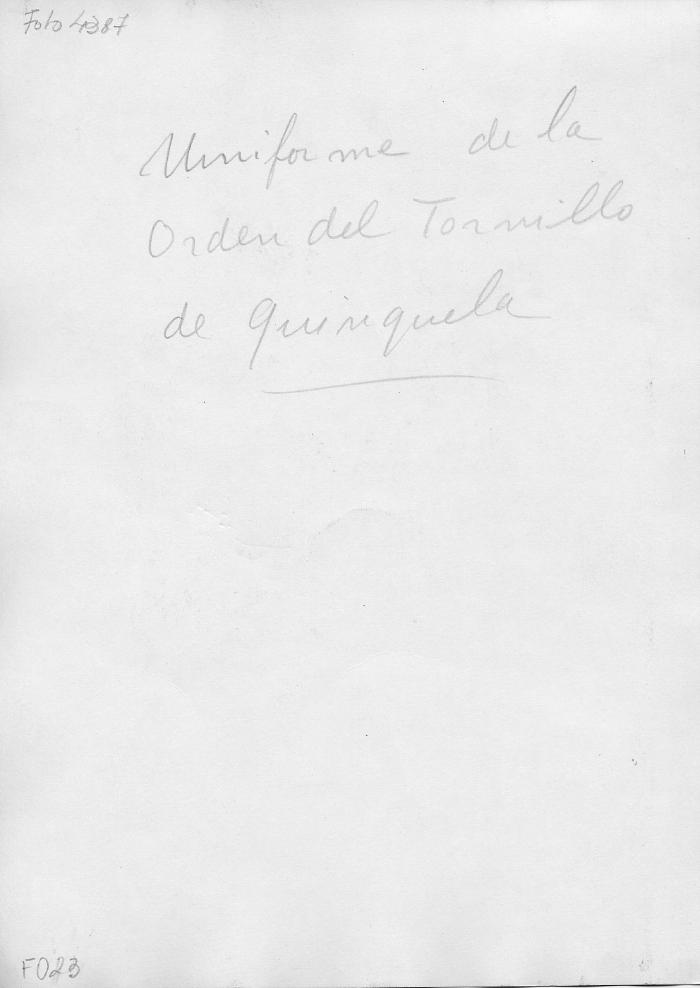 Foto 4387
Uniforme de la
Orden del Tornillo
de Quinquela
F023